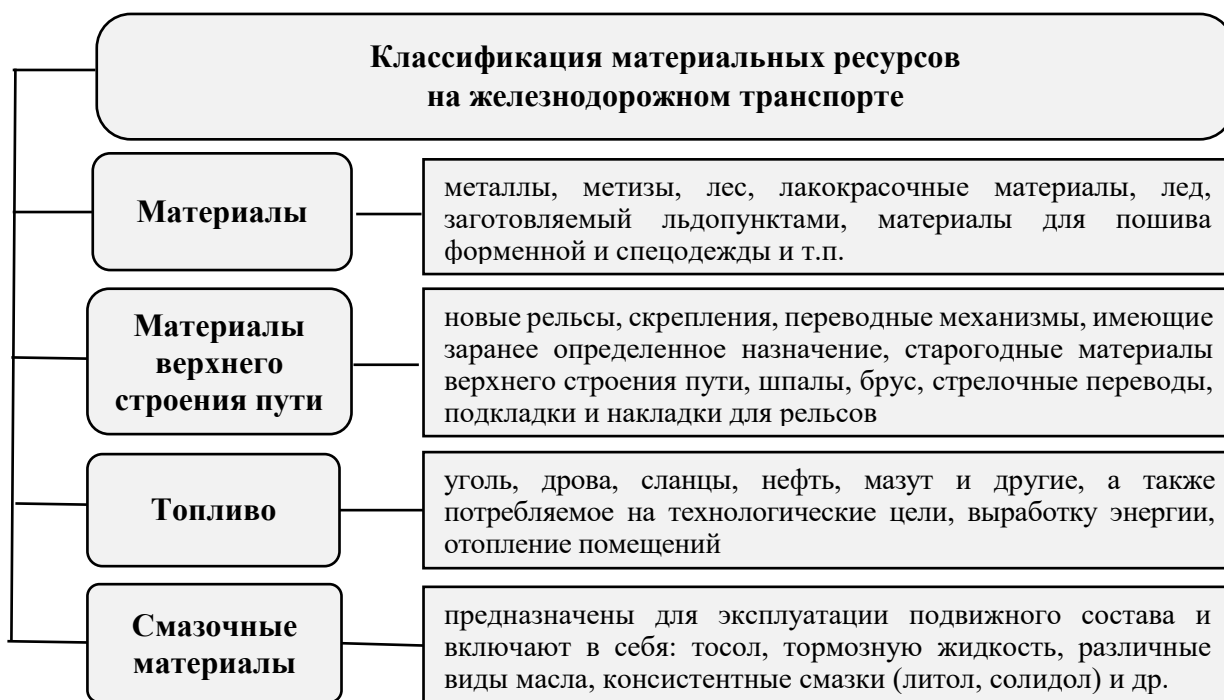 Классификация материальных ресурсов
на железнодорожном транспорте
Материалы
металлы, метизы, лес, лакокрасочные материалы, лед,
заготовляемый льдопунктами, материалы для пошива
форменной и спецодежды и т.п.
Материалы
верхнего
строения пути
новые рельсы, скрепления, переводные механизмы, имеющие
заранее определенное назначение, старогодные материалы
верхнего строения пути, шпалы, брус, стрелочные переводы,
подкладки и накладки для рельсов
Топливо
уголь, дрова, сланцы, нефть, мазут и другие, а также
потребляемое на технологические цели, выработку энергии,
отопление помещений
Смазочные
материалы
предназначены для эксплуатации подвижного состава и
включают в себя: тосол, тормозную жидкость, различные
виды масла, консистентные смазки (литол, солидол) и др.